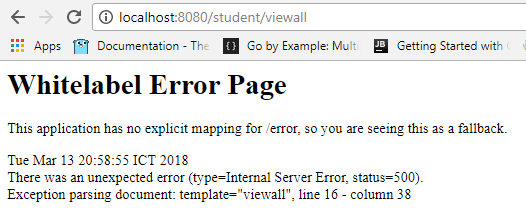 localhost:8080/student/viewall
Apps Documentation - The Go by Example: Multi Getting Started with
Whitelabel Error Page
This application has no explicit mapping for /error, so you are seeing this as a fallback.
Tue Mar 13 20:58:55 ICT 2018
There was an unexpected error (type=Internal Server Error, status=500).
Exception parsing document: template="viewall", line 16 - column 38